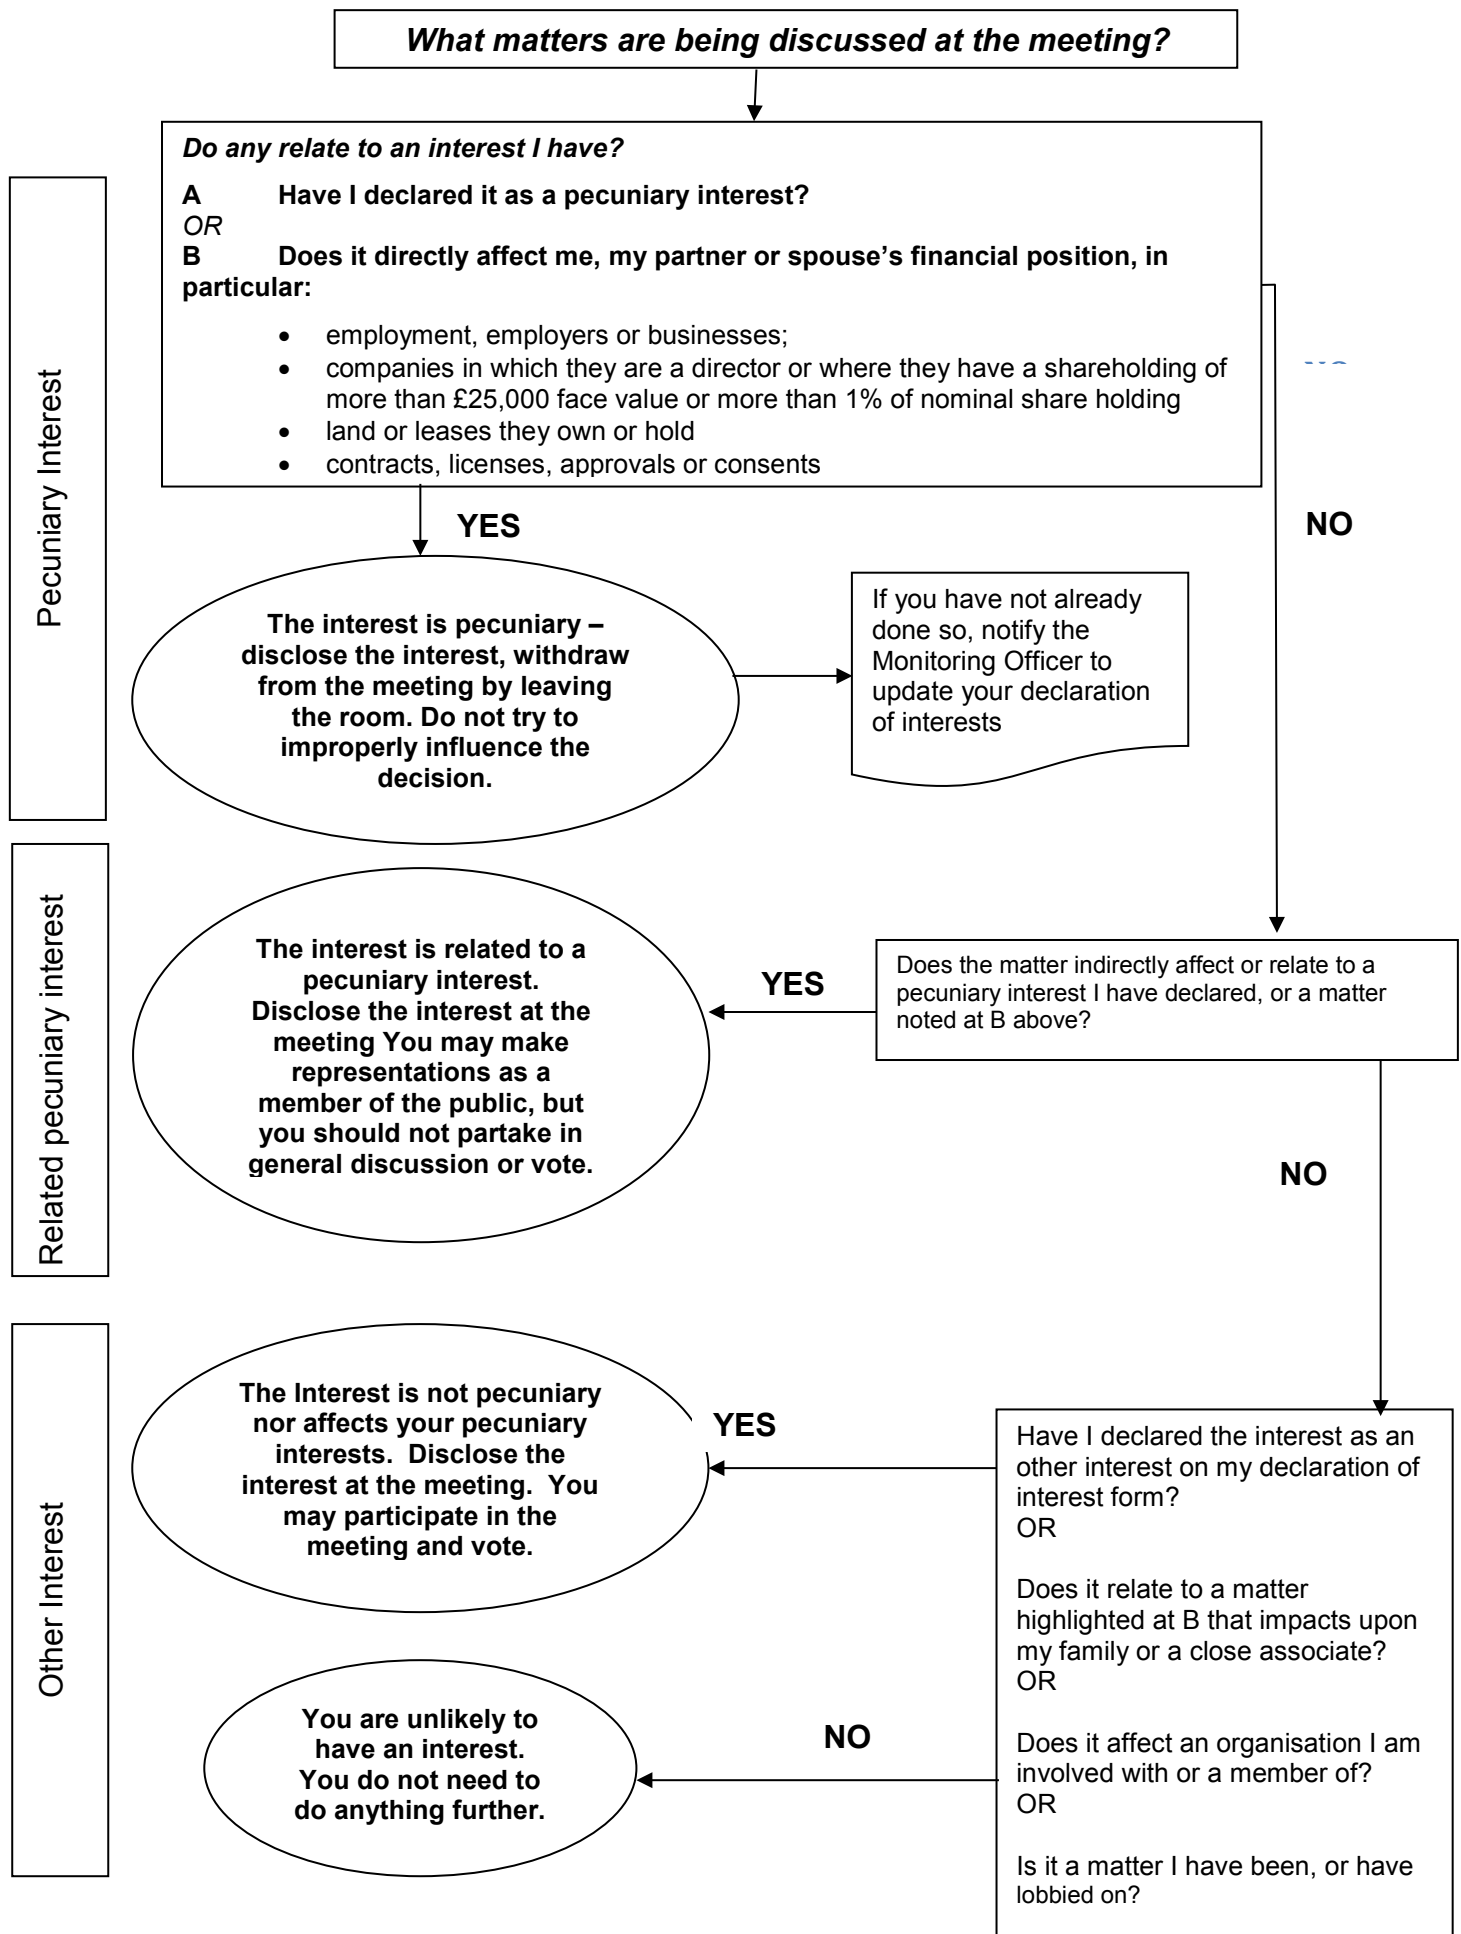 What matters are being discussed at the meeting?
Do any relate to an interest I have?
A Have I declared it as a pecuniary interest?
OR
B Does it directly affect me, my partner or spouse’s financial position, in
particular:
• employment, employers or businesses;
• companies in which they are a director or where they have a shareholding of
more than £25,000 face value or more than 1% of nominal share holding
• land or leases they own or hold
• contracts, licenses, approvals or consents
Pecuniary Interest
YES
NO
The interest is pecuniary –
disclose the interest, withdraw
from the meeting by leaving
the room. Do not try to
improperly influence the
decision.
If you have not already
done so, notify the
Monitoring Officer to
update your declaration
of interests
Related pecuniary interest
The interest is related to a
pecuniary interest.
Disclose the interest at the
meeting You may make
representations as a
member of the public, but
you should not partake in
general discussion or vote.
YES
Does the matter indirectly affect or relate to a
pecuniary interest I have declared, or a matter
noted at B above?
NO
Other Interest
The Interest is not pecuniary
nor affects your pecuniary
interests. Disclose the
interest at the meeting. You
may participate in the
meeting and vote.
YES
Have I declared the interest as an
other interest on my declaration of
interest form?
OR
Does it relate to a matter
highlighted at B that impacts upon
my family or a close associate?
OR
Does it affect an organisation I am
involved with or a member of?
OR
Is it a matter I have been, or have
lobbied on?
NO
You are unlikely to
have an interest.
You do not need to
do anything further.